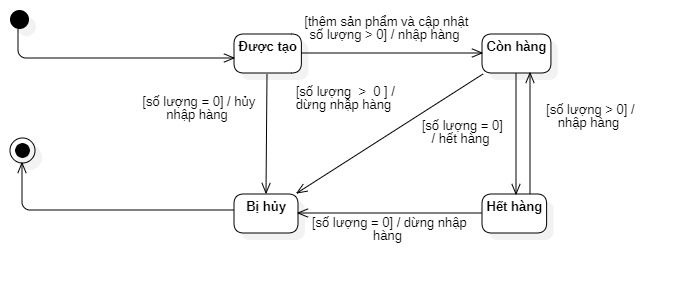 [thêm sản phẩm và cập nhật
số lượng > 0] / nhập hàng
Được tạo
Còn hàng
[số lượng = 0] / hủy
nhập hàng
[số lượng > 0 ] /
dừng nhập hàng
[số lượng > 0] /
nhập hàng
[số lượng = 0]
/ hết hàng
Bị hủy
Hết hàng
[số lượng = 0] / dừng nhập
hàng